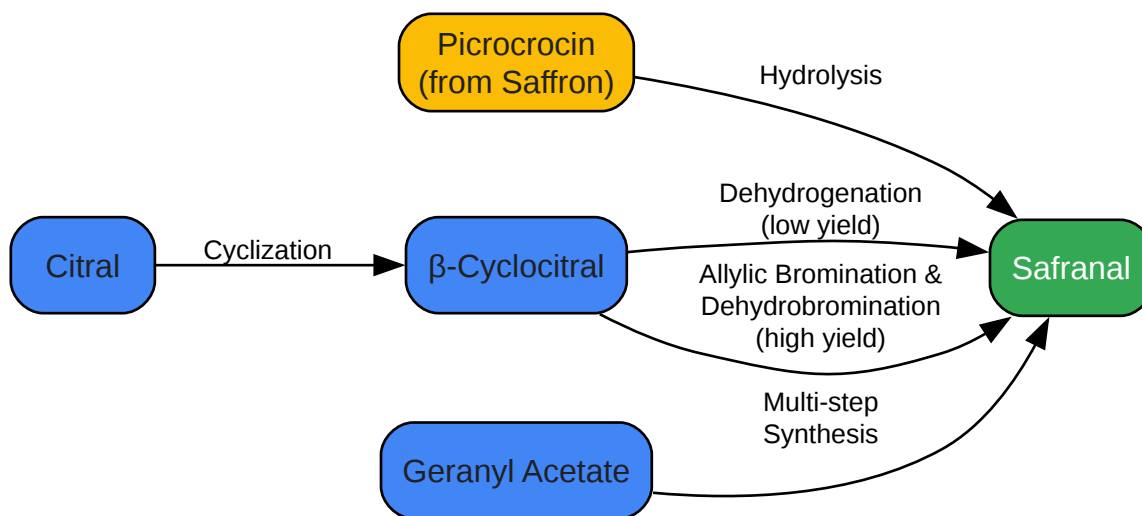 Picrocrocin
(from Saffron)
Hydrolysis
Dehydrogenation
(low yield)
Citral
Cyclization
β-Cyclocitral
Allylic Bromination &
Dehydrobromination
(high yield)
Safranal
Multi-step
Synthesis
Geranyl Acetate